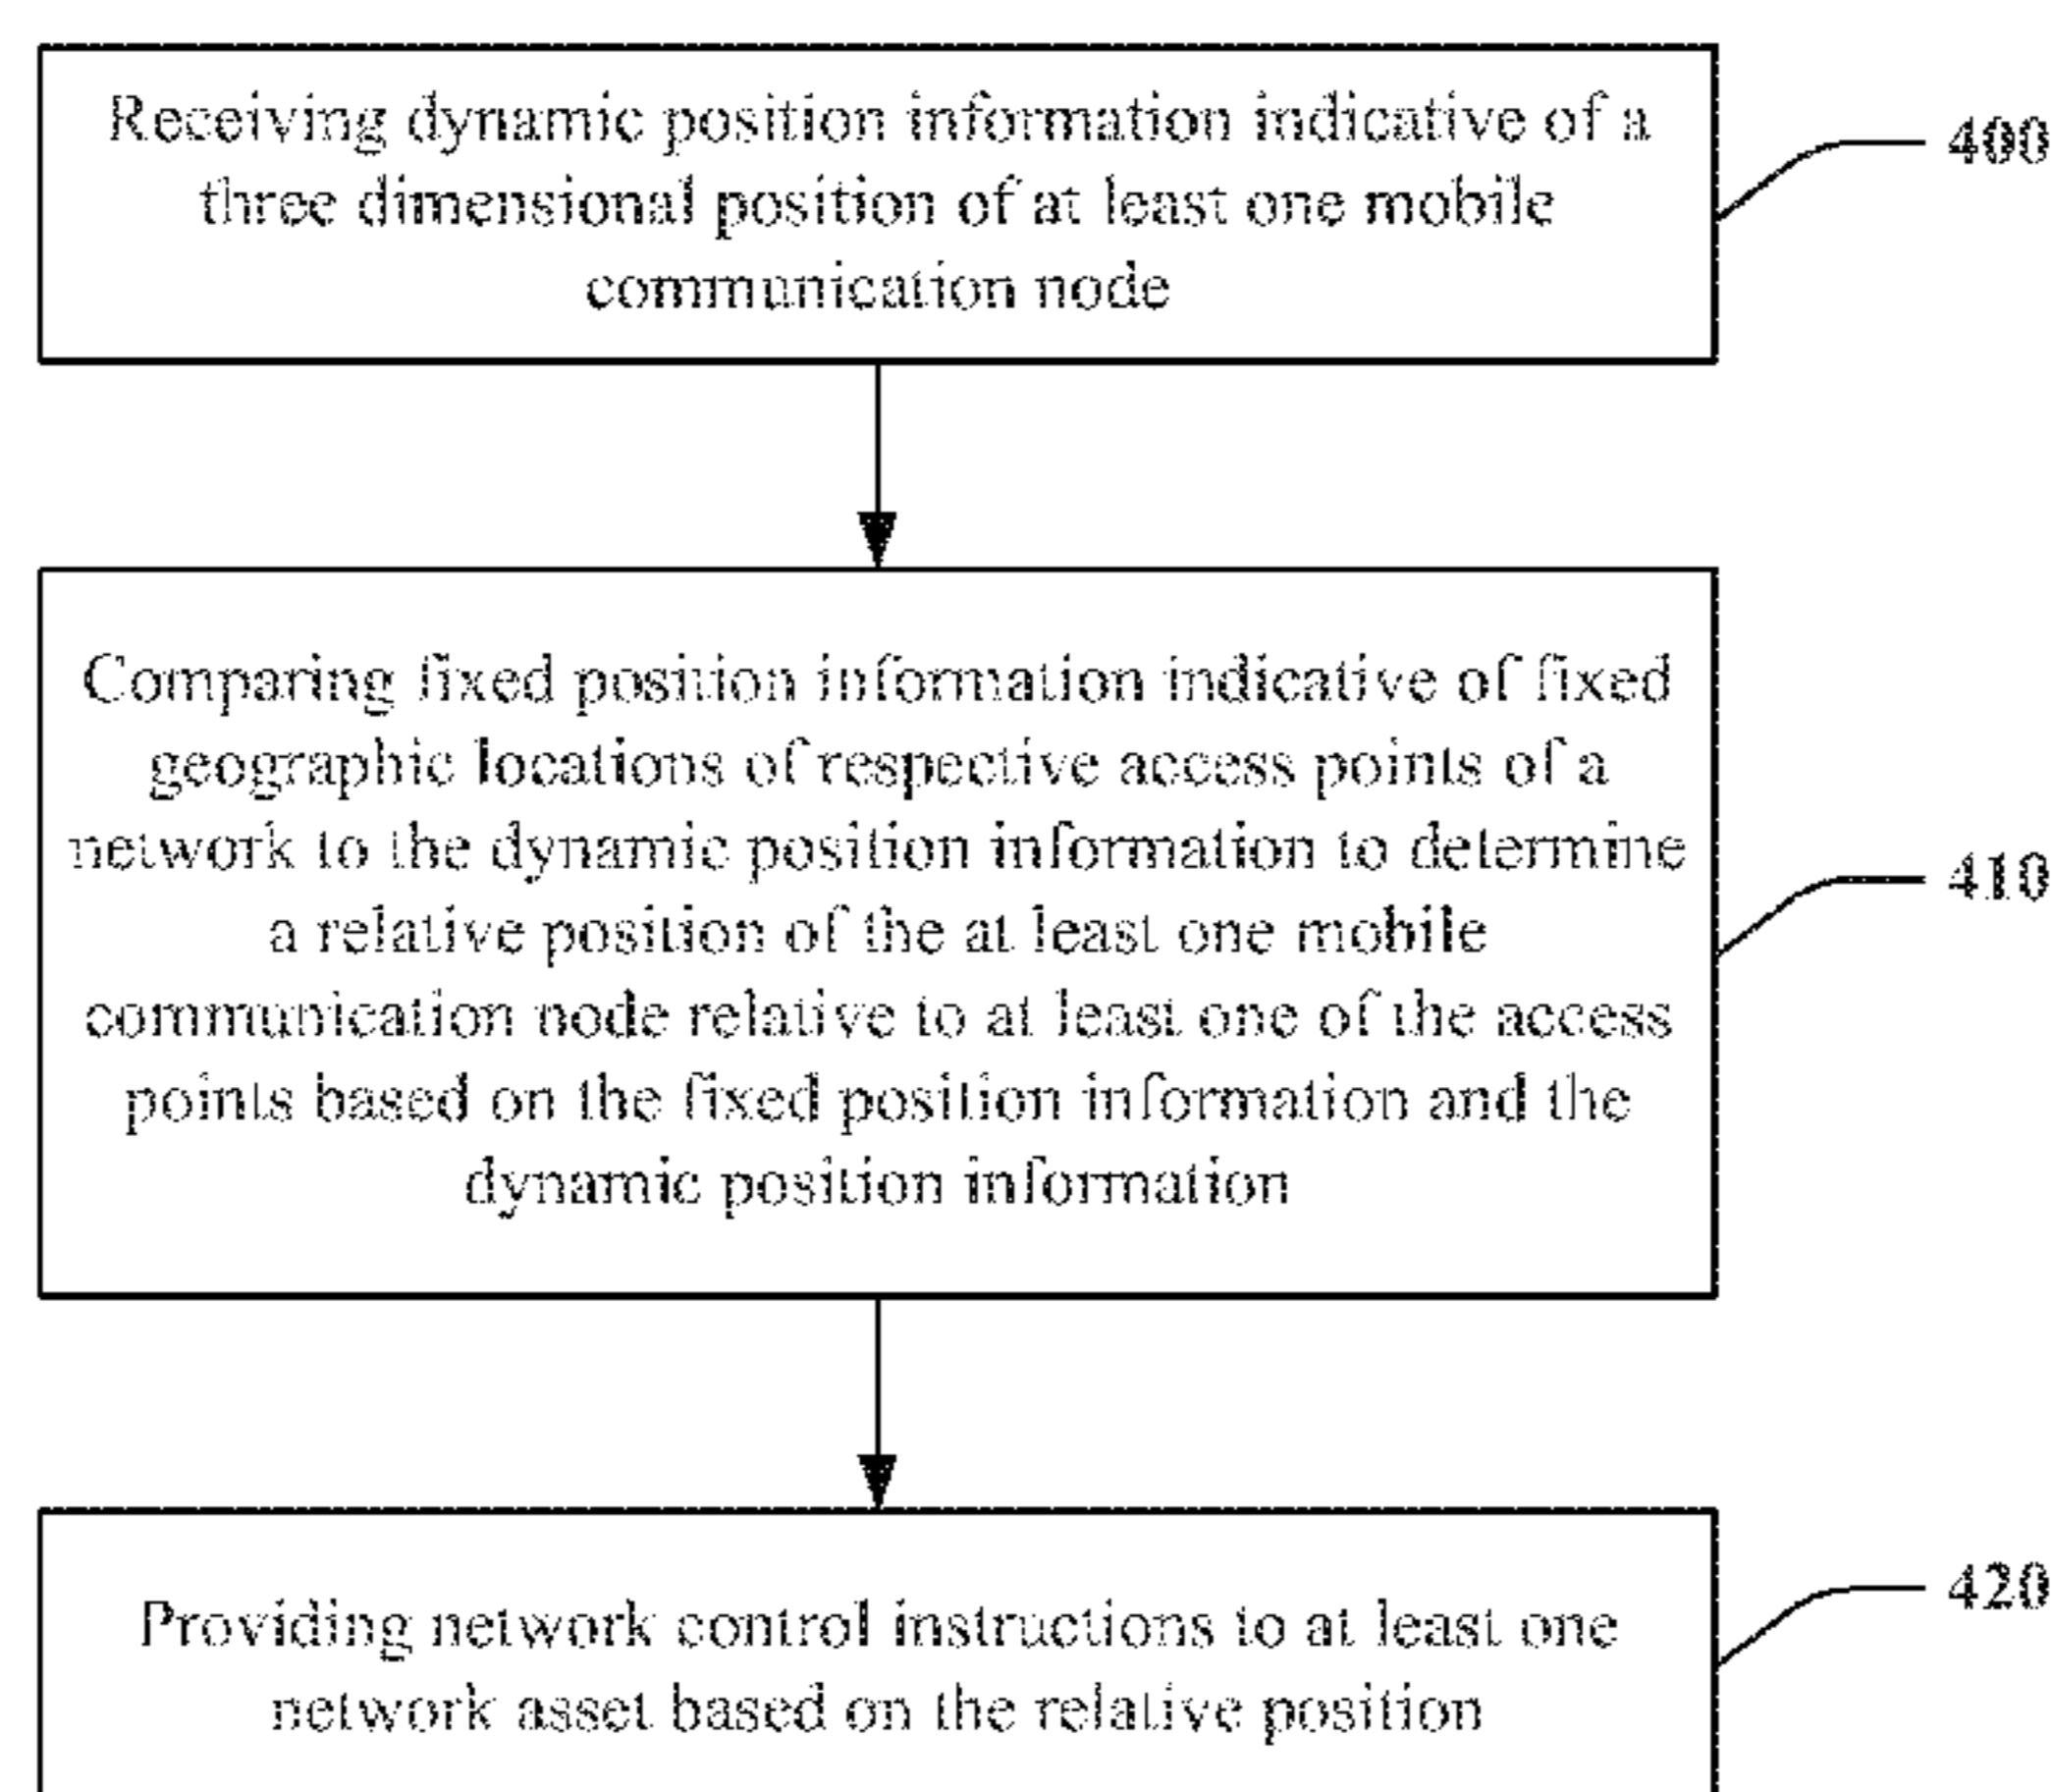 Receiving dynamic position information indicative of a
three dimensional position of at least one mobile
communication node
400
Comparing fixed position information indicative of fixed
geographic locations of respective access points of a
network to the dynamic position information to determine
a relative position of the at least one mobile
communication node relative to at least one of the access
points based on the fixed position information and the
dynamic position information
410
Providing network control instructions to at least one
network asset based on the relative position
420